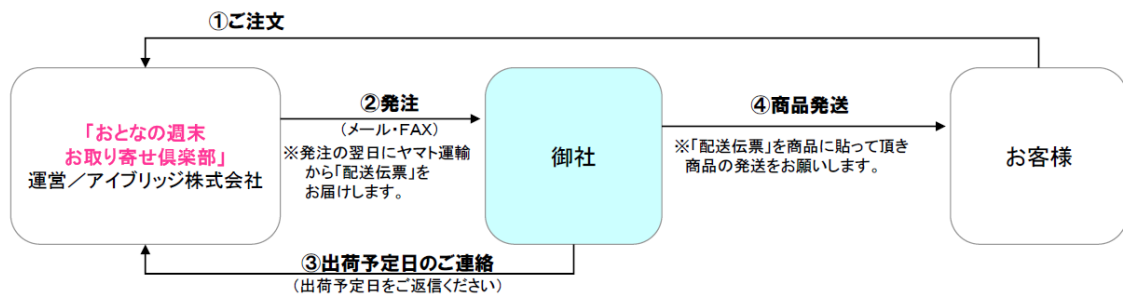 ①ご注文
「おとなの週末
お取り寄せ倶楽部」
運営／アイブリッジ株式会社
②発注
(メール・FAX)
※発注の翌日にヤマト運輸
から「配送伝票」を
お届けします。
御社
④商品発送
※「配送伝票」を商品に貼って頂き
商品の発送をお願いします。
お客様
③出荷予定日のご連絡
(出荷予定日をご返信ください)